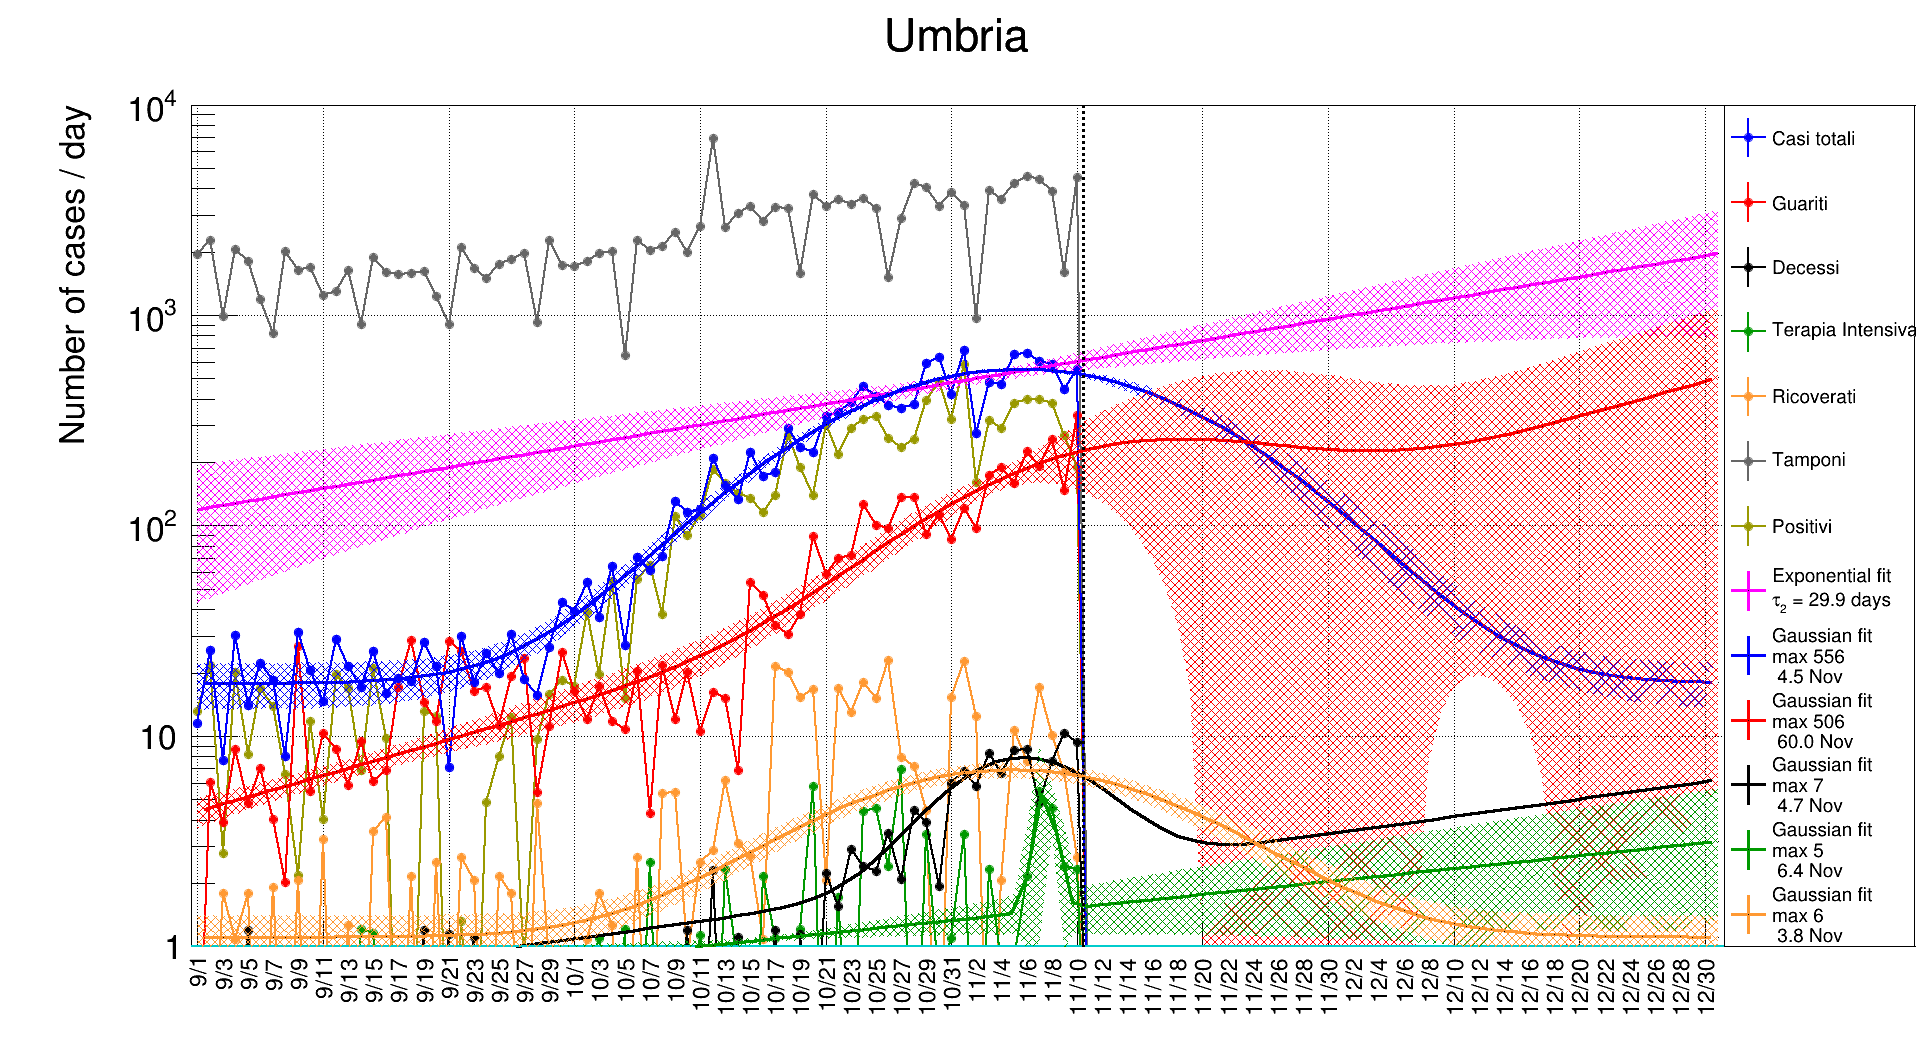 Umbria
Number of cases / day
10^4
10^3
10^2
10
1
9/1
9/3
9/5
9/7
9/9
9/11
9/13
9/15
9/17
9/19
9/21
9/23
9/25
9/27
9/29
10/1
10/3
10/5
10/7
10/9
10/11
10/13
10/15
10/17
10/19
10/21
10/23
10/25
10/27
10/29
10/31
11/2
11/4
11/6
11/8
11/10
11/12
11/14
11/16
11/18
11/20
11/22
11/24
11/26
11/28
11/30
12/2
12/4
12/6
12/8
12/10
12/12
12/14
12/16
12/18
12/20
12/22
12/24
12/26
12/28
12/30
Casi totali
Guariti
Decessi
Terapia Intensiva
Ricoverati
Tamponi
Positivi
Exponential fit
τ₂ = 29.9 days
Gaussian fit
max 556
4.5 Nov
Gaussian fit
max 506
60.0 Nov
Gaussian fit
max 7
4.7 Nov
Gaussian fit
max 5
6.4 Nov
Gaussian fit
max 6
3.8 Nov